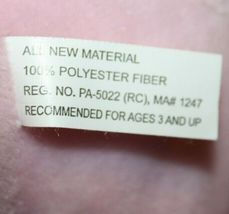 ALL NEW MATERIAL
100% POLYESTER FIBER
REG. NO. PA-5022 (RC), MA# 1247
RECOMMENDED FOR AGES 3 AND UP